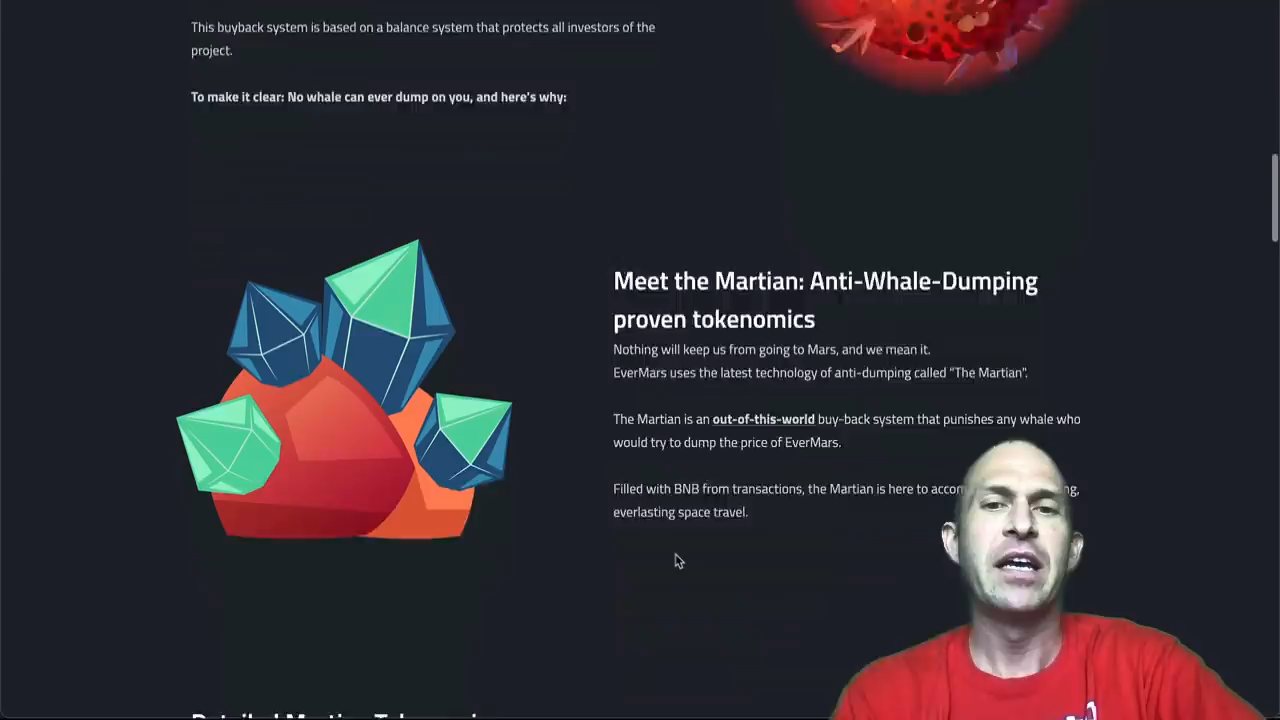 This buyback system is based on a balance system that protects all investors of the
project.
To make it clear: No whale can ever dump on you, and here's why:
Meet the Martian: Anti-Whale-Dumping
proven tokenomics
Nothing will keep us from going to Mars, and we mean it.
EverMars uses the latest technology of anti-dumping called “The Martian”.
The Martian is an out-of-this-world buy-back system that punishes any whale who
would try to dump the price of EverMars.
Filled with BNB from transactions, the Martian is here to
everlasting space travel.